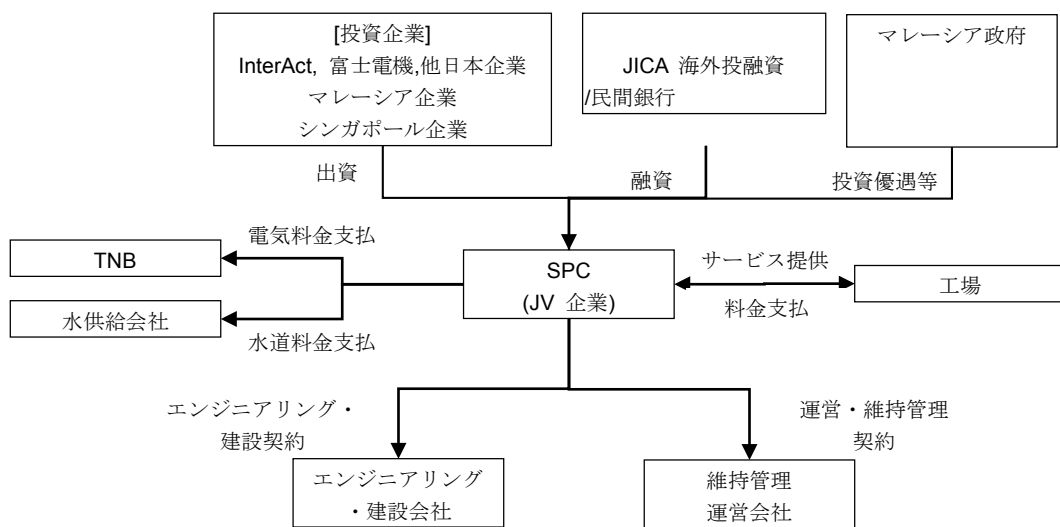 [投資企業]
InterAct, 富士電機,他日本企業
マレーシア企業
シンガポール企業
JICA 海外投融資
/民間銀行
マレーシア政府
出資
融資
投資優遇等
電気料金支払
TNB
水供給会社
水道料金支払
SPC
(JV 企業)
サービス提供
料金支払
工場
エンジニアリング・
建設契約
運営・維持管理
契約
エンジニアリング
・建設会社
維持管理
運営会社